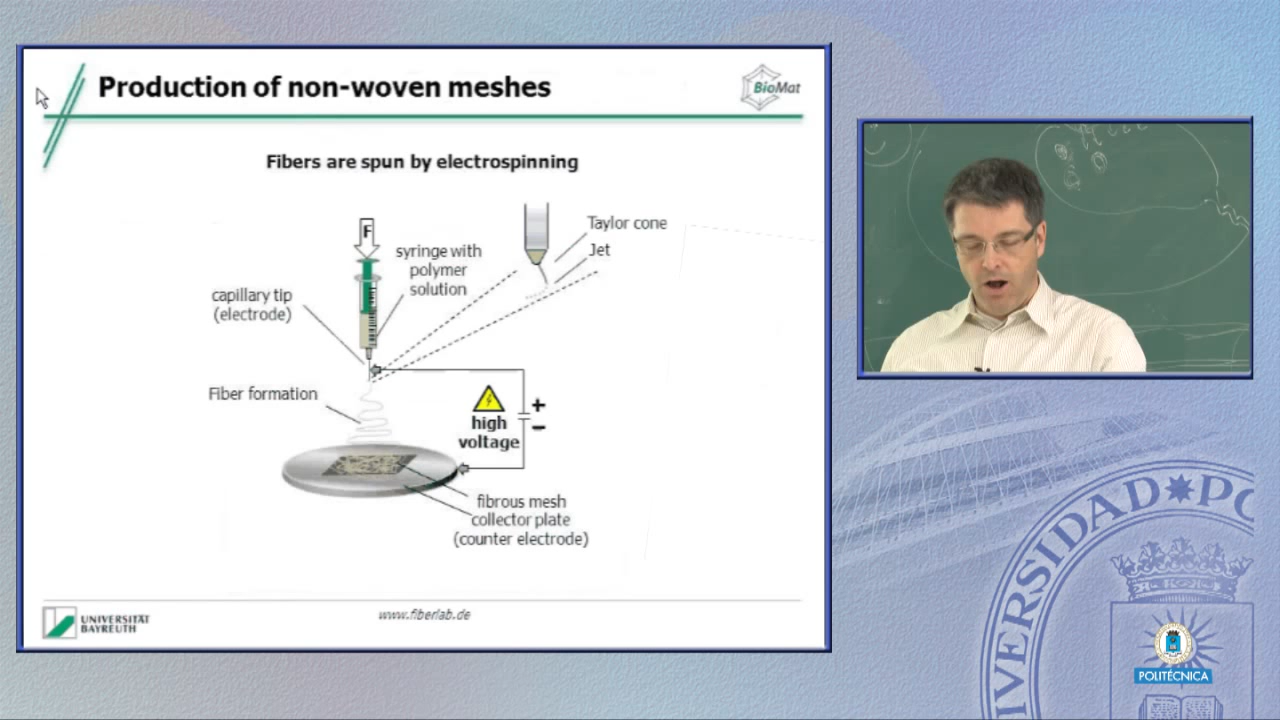 Production of non-woven meshes
BioMat
Fibers are spun by electrospinning
F
Taylor cone
Jet
syringe with
polymer
solution
capillary tip
(electrode)
Fiber formation
high
voltage
+
−
fibrous mesh
collector plate
(counter electrode)
UNIVERSITÄT
BAYREUTH
www.fiberlab.de
POLITÉCNICA